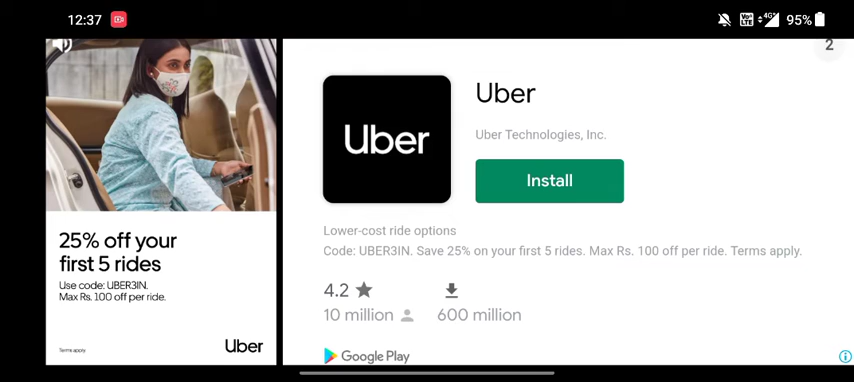 12:37
Vo) LTE 4G+ 95%
2
25% off your
first 5 rides
Use code: UBER3IN.
Max Rs. 100 off per ride.
Terms apply
Uber
Uber
Uber
Uber Technologies, Inc.
Install
Lower-cost ride options
Code: UBER3IN. Save 25% on your first 5 rides. Max Rs. 100 off per ride. Terms apply.
4.2
10 million 600 million
Google Play